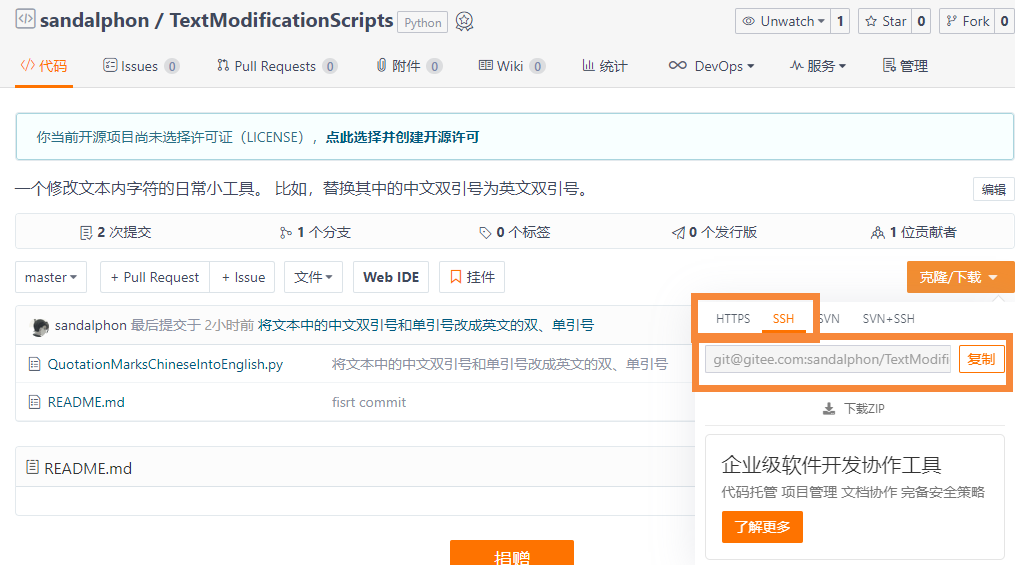 sandalphon / TextModificationScripts Python Unwatch 1 Star 0 Fork 0
代码 Issues 0 Pull Requests 0 附件 0 Wiki 0 统计 DevOps 服务 管理
你当前开源项目尚未选择许可证（LICENSE），点此选择并创建开源许可
一个修改文本内字符的日常小工具。 比如，替换其中的中文双引号为英文双引号。 编辑
2 次提交 1 个分支 0 个标签 0 个发行版 1 位贡献者
master + Pull Request + Issue 文件 Web IDE 挂件 克隆/下载
HTTPS SSH SVN SVN+SSH
sandalphon 最后提交于 2小时前 将文本中的中文双引号和单引号改成英文的双、单引号
git@gitee.com:sandalphon/TextModifi 复制
QuotationMarksChineseIntoEnglish.py 将文本中的中文双引号和单引号改成英文的双、单引号
README.md fisrt commit
下载ZIP
README.md
企业级软件开发协作工具
代码托管 项目管理 文档协作 完备安全策略
了解更多
捐赠